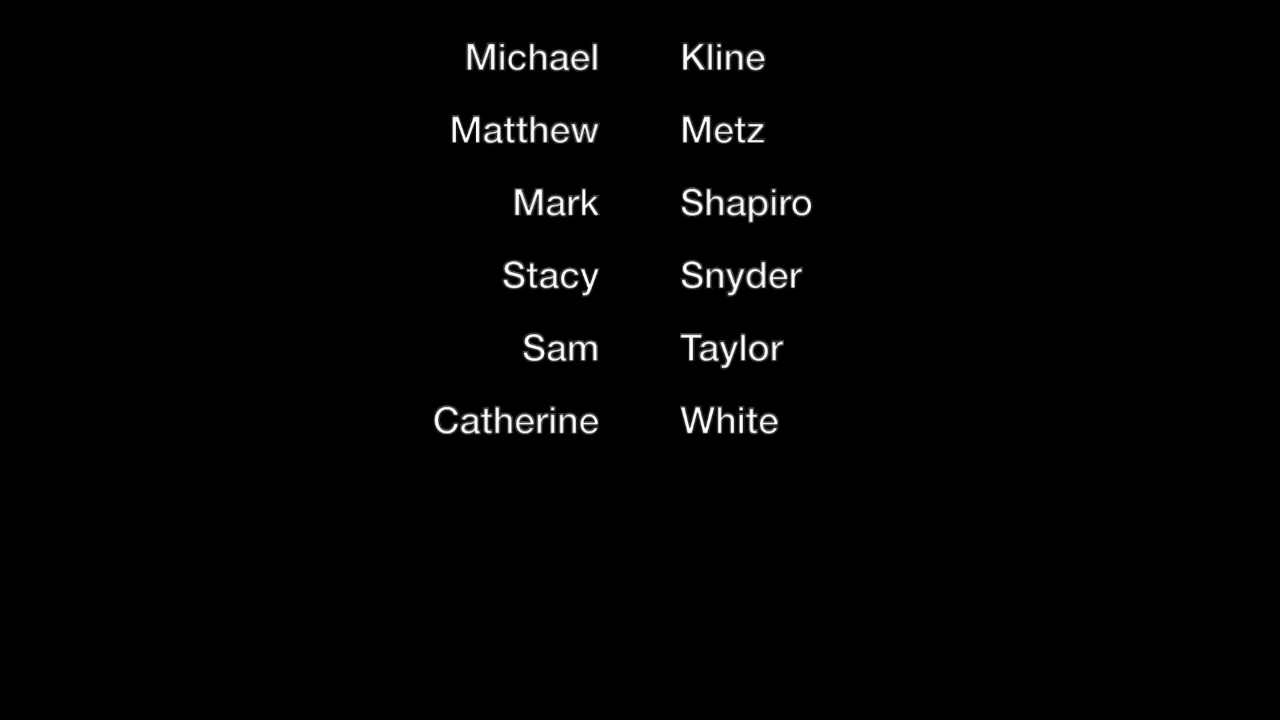 Michael Kline
Matthew Metz
Mark Shapiro
Stacy Snyder
Sam Taylor
Catherine White